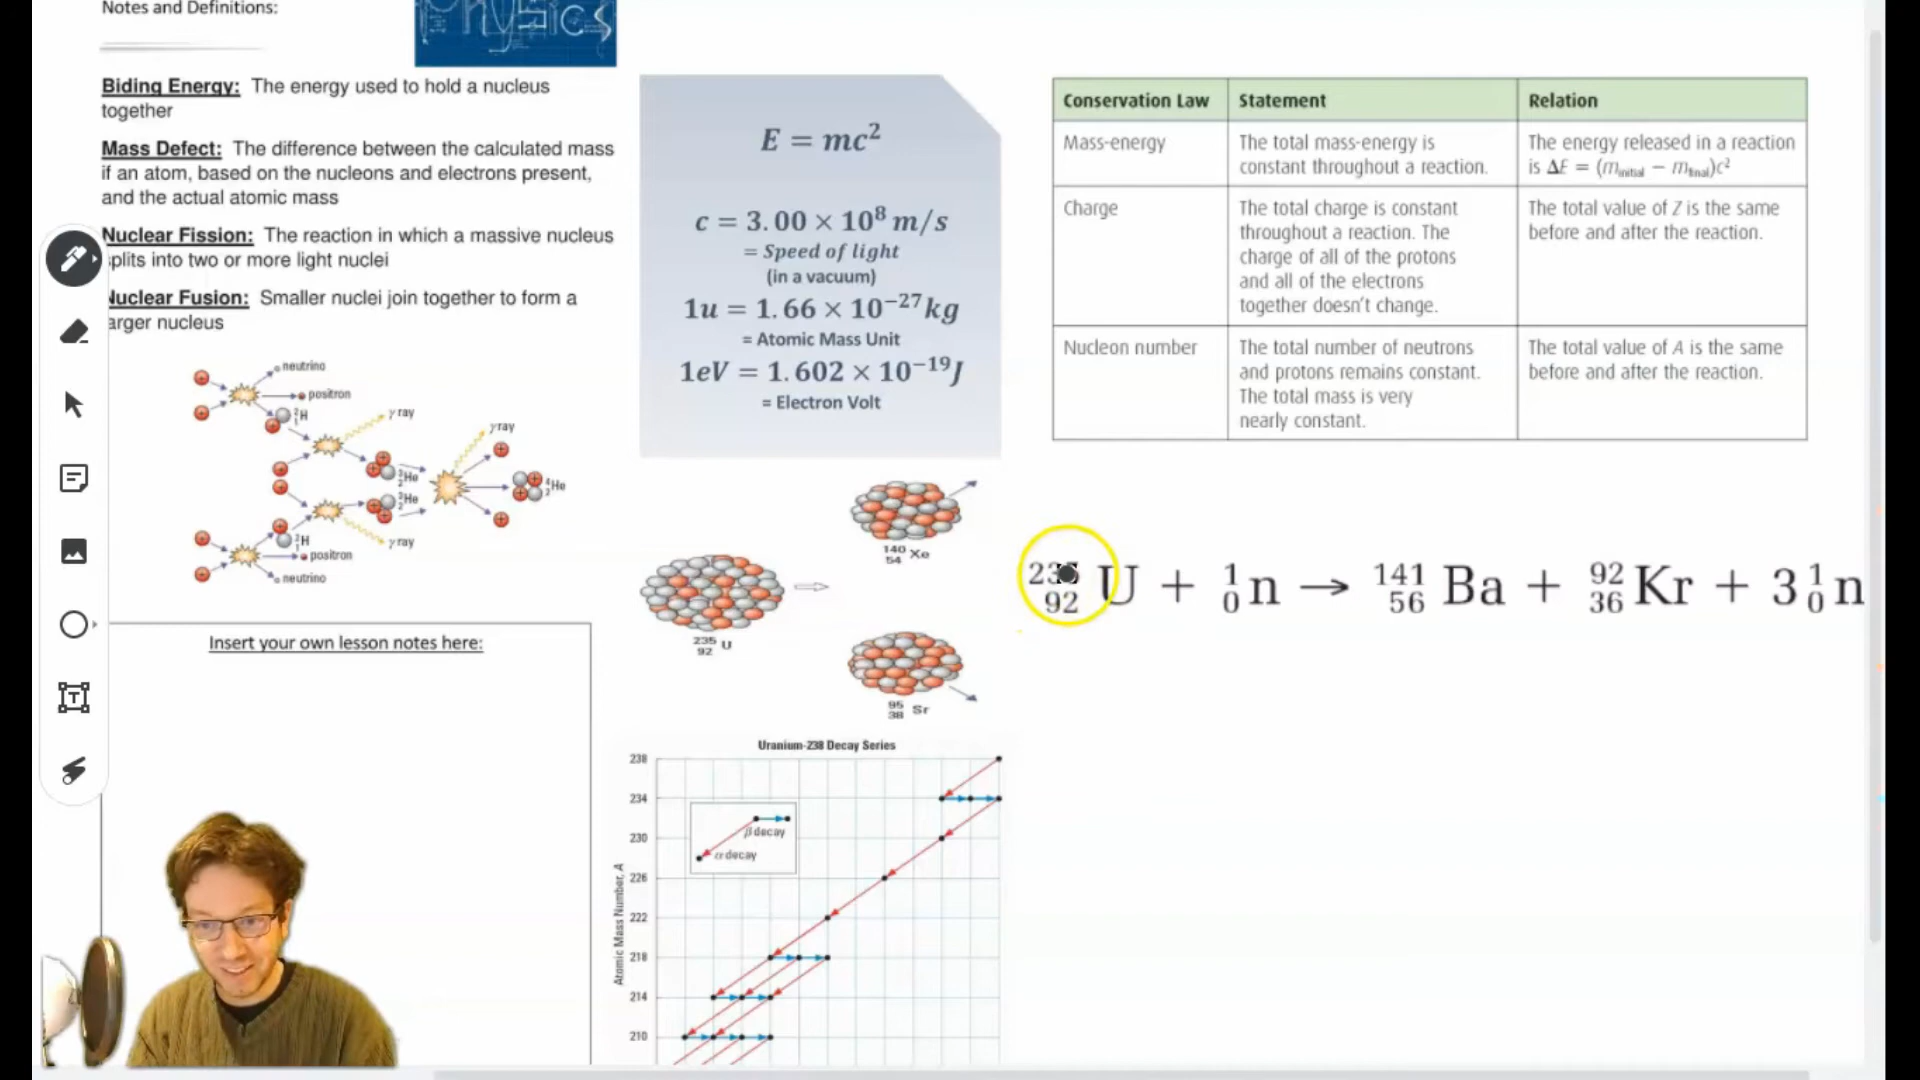 Notes and Definitions:
Physics
Biding Energy: The energy used to hold a nucleus
together
Mass Defect: The difference between the calculated mass
if an atom, based on the nucleons and electrons present,
and the actual atomic mass
Nuclear Fission: The reaction in which a massive nucleus
splits into two or more light nuclei
Nuclear Fusion: Smaller nuclei join together to form a
larger nucleus
neutrino
positron
²₁H
γ ray
γ ray
³₂He
⁴₂He
³₂He
²₁H
γ ray
positron
neutrino
Insert your own lesson notes here:
E = mc²
c = 3.00 × 10⁸ m/s
= Speed of light
(in a vacuum)
1u = 1.66 × 10⁻²⁷ kg
= Atomic Mass Unit
1eV = 1.602 × 10⁻¹⁹ J
= Electron Volt
¹⁴⁰₅₄ Xe
²³⁵₉₂ U
⁹⁵₃₈ Sr
Uranium-238 Decay Series
238
234
230
226
222
218
214
210
Atomic Mass Number, A
β decay
α decay
Conservation Law Statement Relation
Mass-energy
The total mass-energy is
constant throughout a reaction.
The energy released in a reaction
is ΔE = (m_initial − m_final)c²
Charge
The total charge is constant
throughout a reaction. The
charge of all of the protons
and all of the electrons
together doesn't change.
The total value of Z is the same
before and after the reaction.
Nucleon number
The total number of neutrons
and protons remains constant.
The total mass is very
nearly constant.
The total value of A is the same
before and after the reaction.
²³⁵₉₂U + ¹₀n → ¹⁴¹₅₆Ba + ⁹²₃₆Kr + 3¹₀n